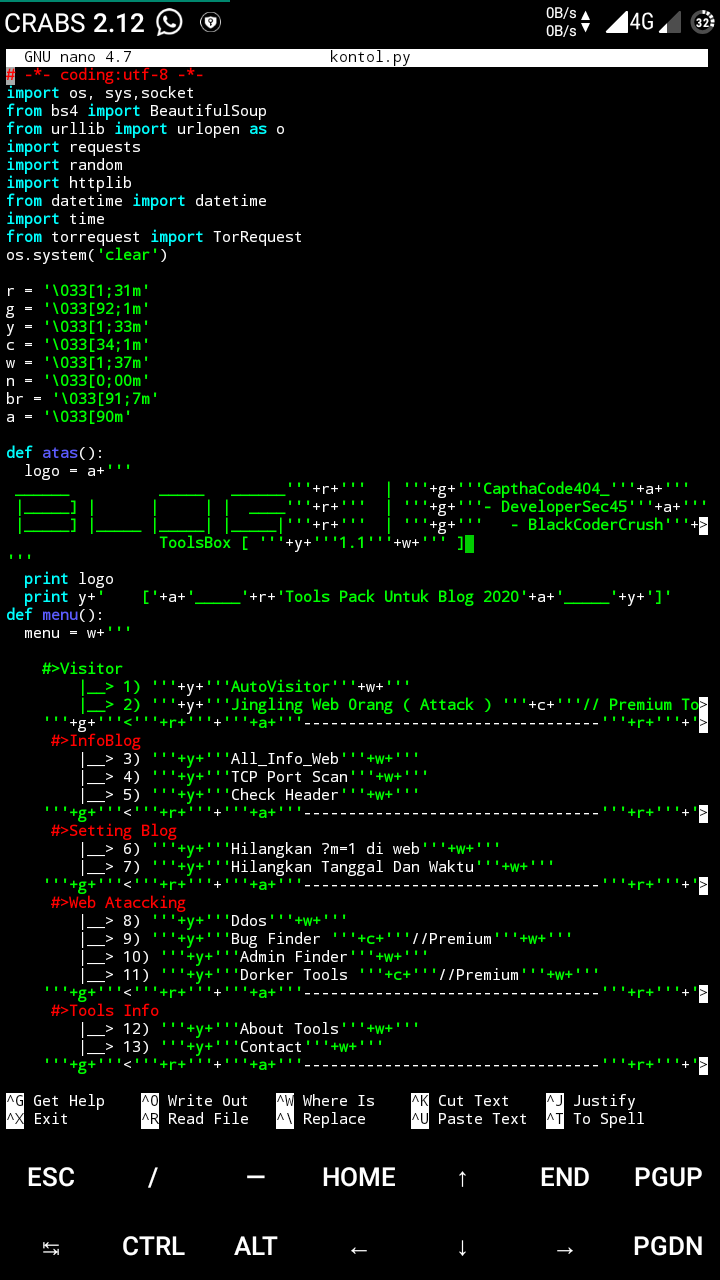 CRABS 2.12 0B/s 0B/s 4G 32
GNU nano 4.7 kontol.py
# -*- coding:utf-8 -*-
import os, sys,socket
from bs4 import BeautifulSoup
from urllib import urlopen as o
import requests
import random
import httplib
from datetime import datetime
import time
from torrequest import TorRequest
os.system('clear')
r = '\033[1;31m'
g = '\033[92;1m'
y = '\033[1;33m'
c = '\033[34;1m'
w = '\033[1;37m'
n = '\033[0;00m'
br = '\033[91;7m'
a = '\033[90m'
def atas():
  logo = a+'''
 ______          _____   ______'''+r+'''  | '''+g+'''CapthaCode404_'''+a+'''
 |_____] |      |     | |  ____'''+r+'''  | '''+g+'''- DeveloperSec45'''+a+'''
 |_____] |_____ |_____| |_____|'''+r+'''  | '''+g+'''   - BlackCoderCrush'''+>
                 ToolsBox [ '''+y+'''1.1'''+w+''' ]
'''
  print logo
  print y+'    ['+a+'_____'+r+'Tools Pack Untuk Blog 2020'+a+'_____'+y+']'
def menu():
  menu = w+'''
    #>Visitor
        |__> 1) '''+y+'''AutoVisitor'''+w+'''
        |__> 2) '''+y+'''Jingling Web Orang ( Attack ) '''+c+'''// Premium To>
    '''+g+'''<'''+r+'''+'''+a+'''---------------------------------'''+r+'''+'>
     #>InfoBlog
        |__> 3) '''+y+'''All_Info_Web'''+w+'''
        |__> 4) '''+y+'''TCP Port Scan'''+w+'''
        |__> 5) '''+y+'''Check Header'''+w+'''
    '''+g+'''<'''+r+'''+'''+a+'''---------------------------------'''+r+'''+'>
     #>Setting Blog
        |__> 6) '''+y+'''Hilangkan ?m=1 di web'''+w+'''
        |__> 7) '''+y+'''Hilangkan Tanggal Dan Waktu'''+w+'''
    '''+g+'''<'''+r+'''+'''+a+'''---------------------------------'''+r+'''+'>
     #>Web Ataccking
        |__> 8) '''+y+'''Ddos'''+w+'''
        |__> 9) '''+y+'''Bug Finder '''+c+'''//Premium'''+w+'''
        |__> 10) '''+y+'''Admin Finder'''+w+'''
        |__> 11) '''+y+'''Dorker Tools '''+c+'''//Premium'''+w+'''
    '''+g+'''<'''+r+'''+'''+a+'''---------------------------------'''+r+'''+'>
     #>Tools Info
        |__> 12) '''+y+'''About Tools'''+w+'''
        |__> 13) '''+y+'''Contact'''+w+'''
    '''+g+'''<'''+r+'''+'''+a+'''---------------------------------'''+r+'''+'>
^G Get Help ^O Write Out ^W Where Is ^K Cut Text ^J Justify
^X Exit ^R Read File ^\ Replace ^U Paste Text ^T To Spell
ESC / — HOME ↑ END PGUP
↹ CTRL ALT ← ↓ → PGDN